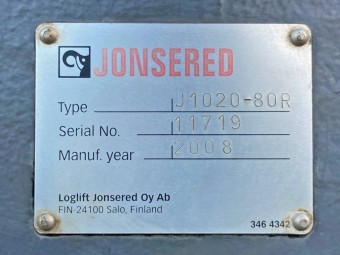 JONSERED
Type J1020-80R
Serial No. 11719
Manuf. year 2008
Loglift Jonsered Oy Ab
FIN-24100 Salo, Finland
346 4342